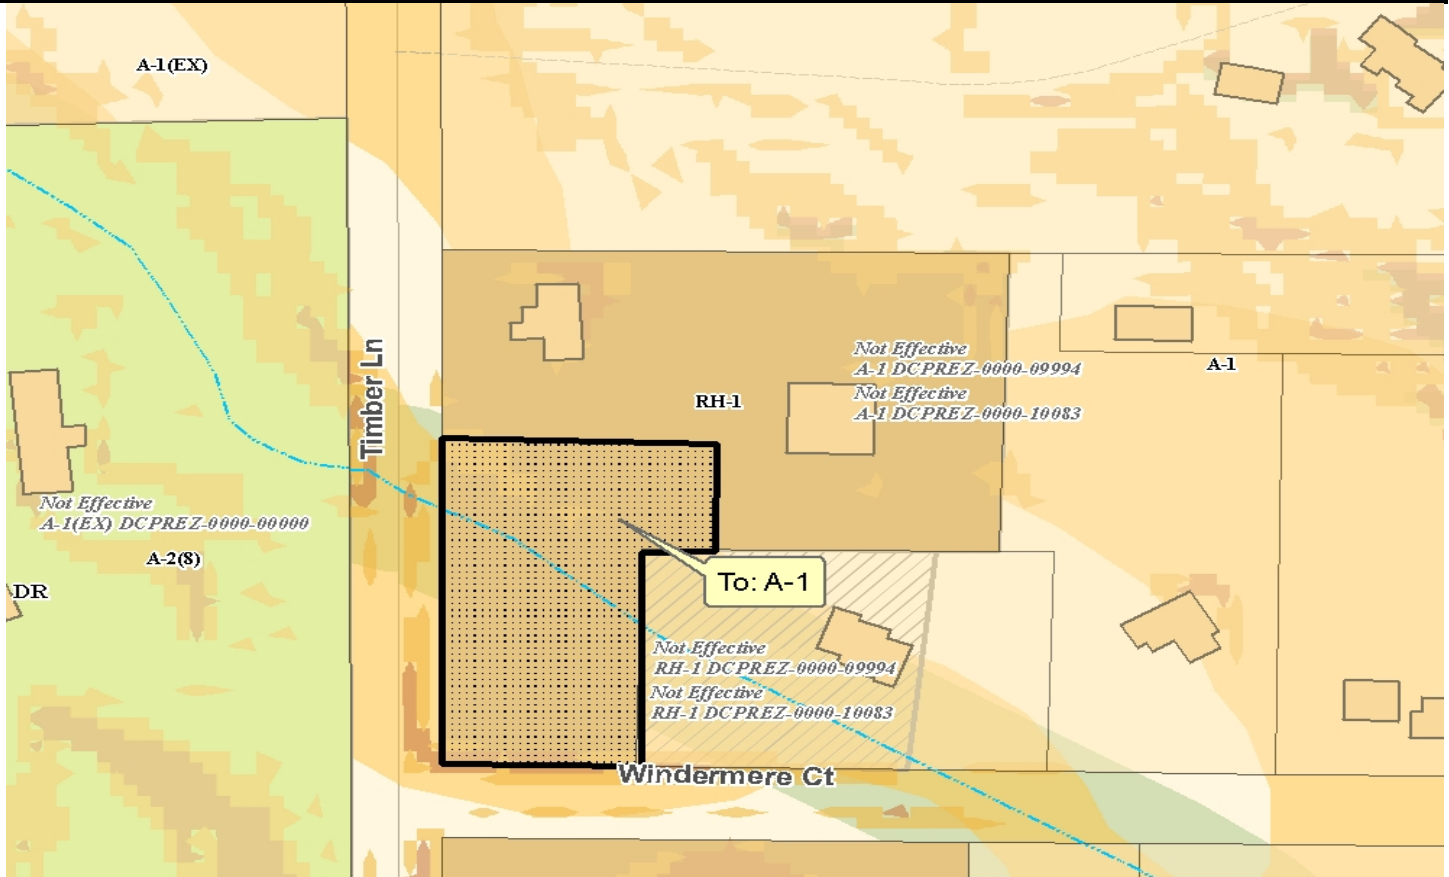 A-1(EX)
Timber Ln
Not Effective
A-1 DCPREZ-0000-09994
Not Effective
A-1 DCPREZ-0000-10083
A-1
RH-1
Not Effective
A-1(EX) DCPREZ-0000-00000
A-2(8)
DR
To: A-1
Not Effective
RH-1 DCPREZ-0000-09994
Not Effective
RH-1 DCPREZ-0000-10083
Windermere Ct